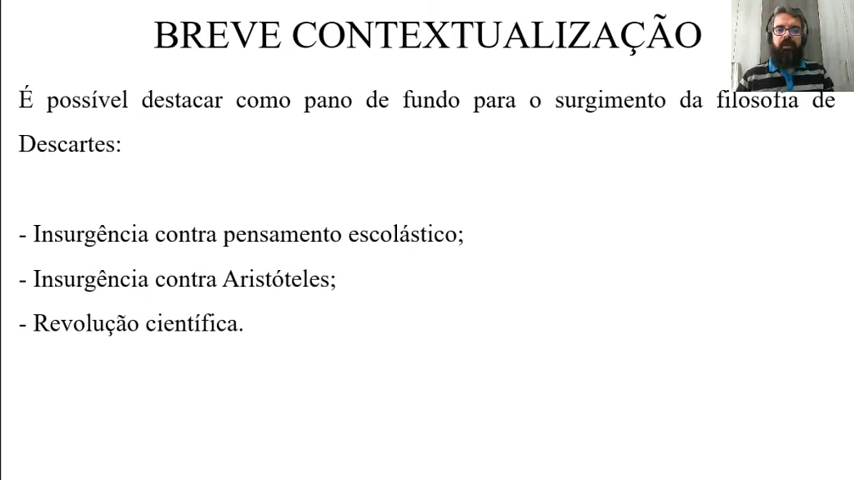 BREVE CONTEXTUALIZAÇÃO
É possível destacar como pano de fundo para o surgimento da filosofia de
Descartes:
- Insurgência contra pensamento escolástico;
- Insurgência contra Aristóteles;
- Revolução científica.